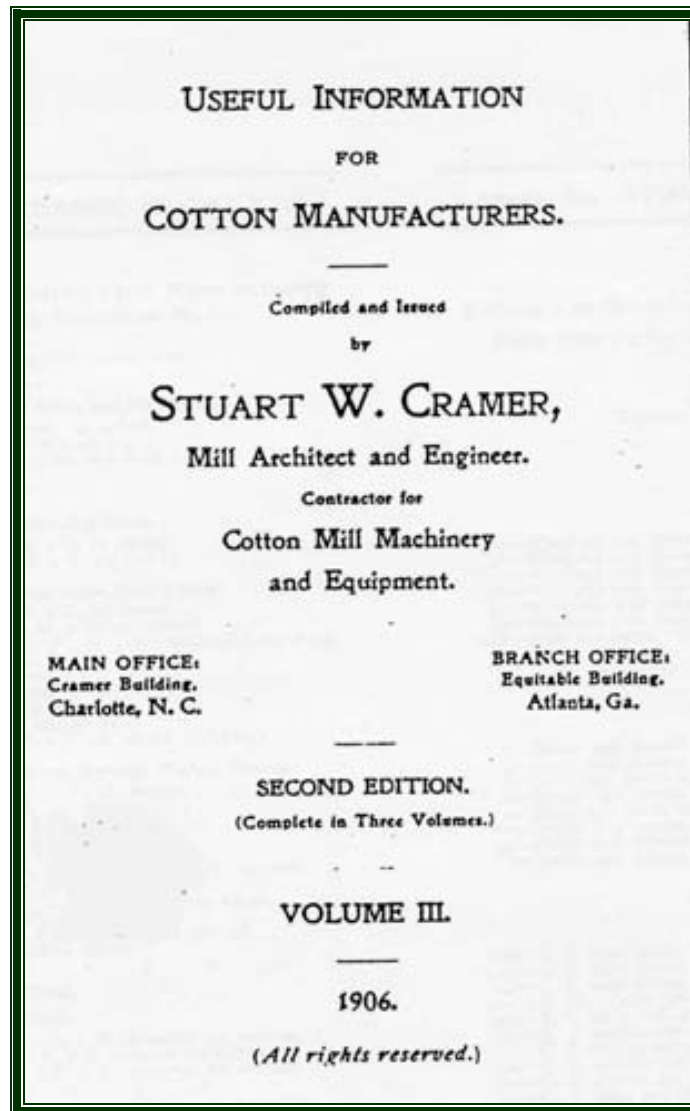 USEFUL INFORMATION
FOR
COTTON MANUFACTURERS.
Compiled and Issued
by
STUART W. CRAMER,
Mill Architect and Engineer.
Contractor for
Cotton Mill Machinery
and Equipment.
MAIN OFFICE:
Cramer Building,
Charlotte, N. C.
BRANCH OFFICE:
Equitable Building,
Atlanta, Ga.
SECOND EDITION.
(Complete in Three Volumes.)
VOLUME III.
1906.
(All rights reserved.)